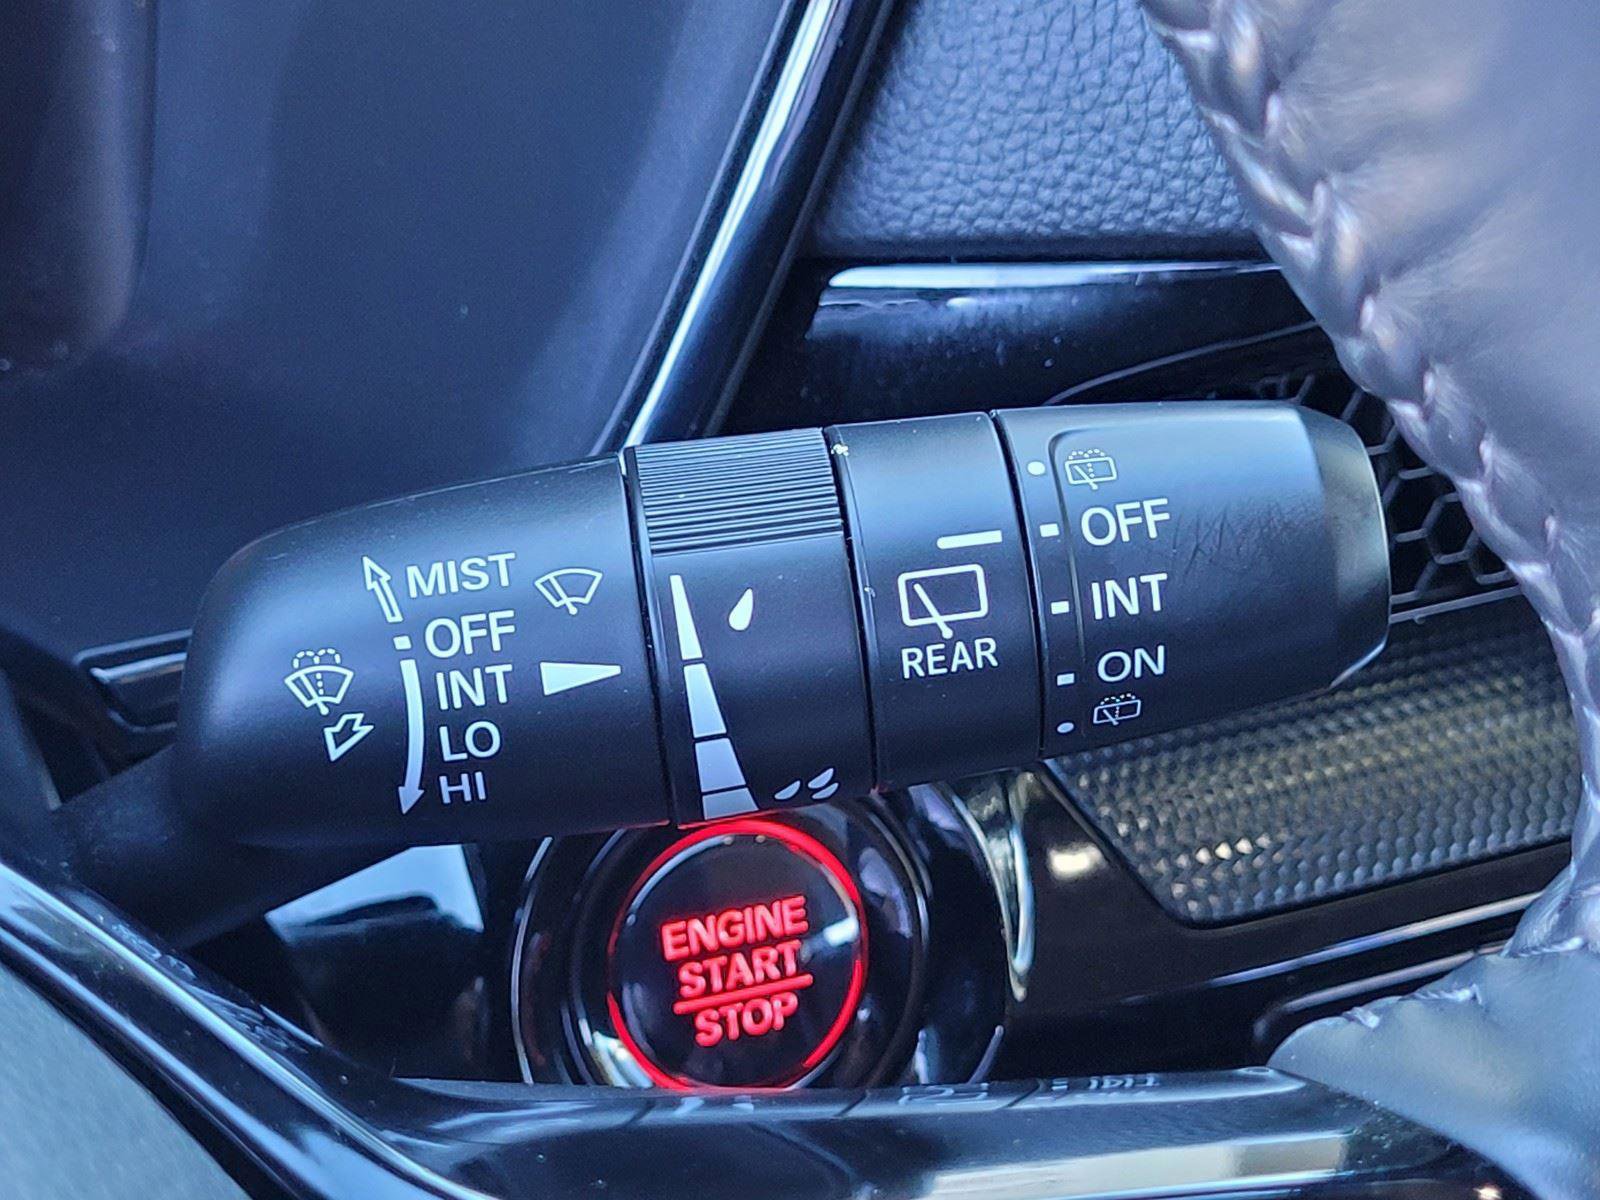 MIST
OFF
INT
LO
HI
REAR
OFF
INT
ON
ENGINE
START
STOP